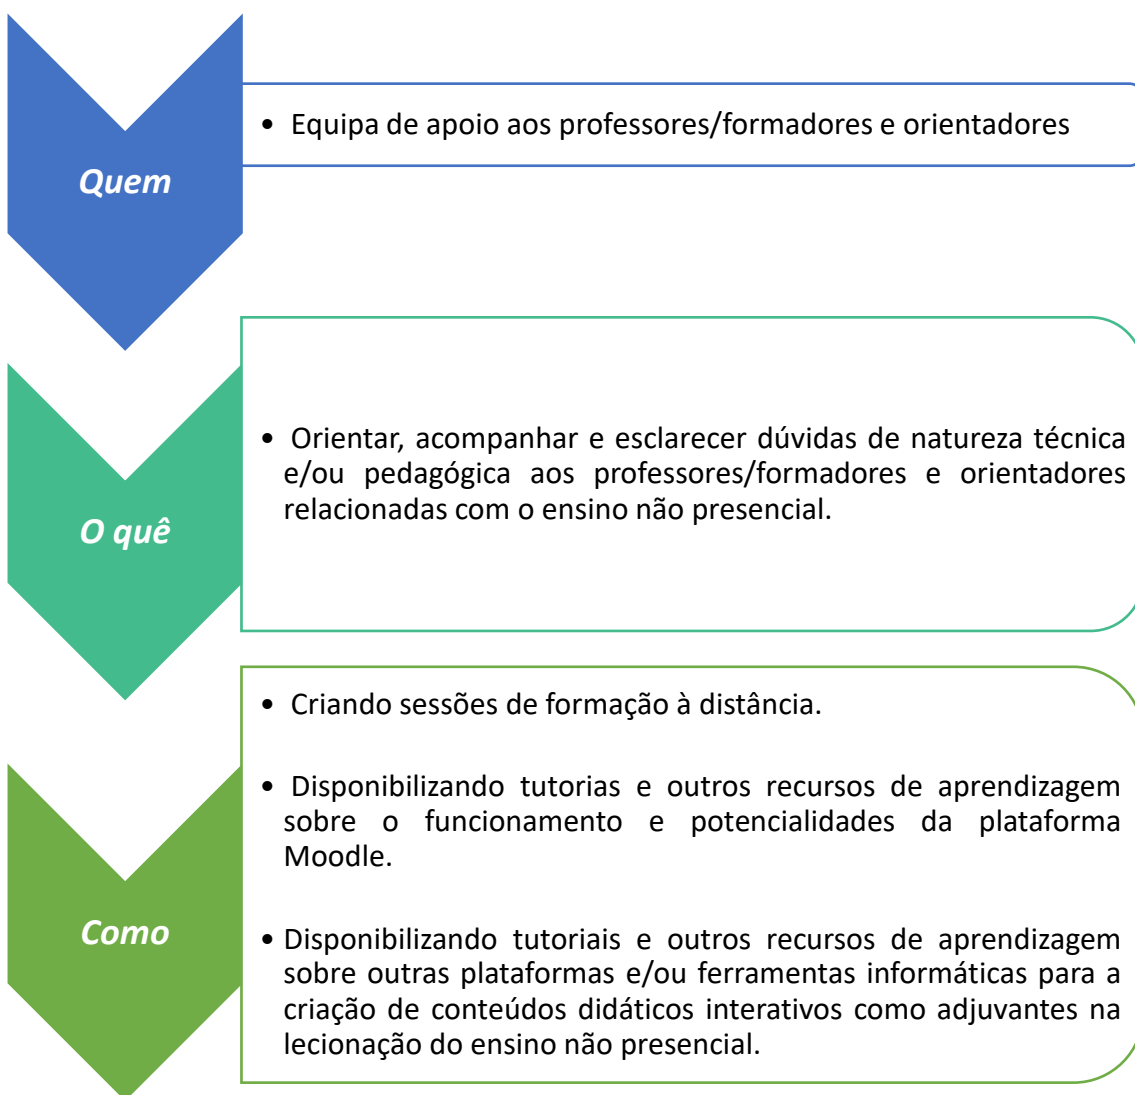 Quem
• Equipa de apoio aos professores/formadores e orientadores
O quê
• Orientar, acompanhar e esclarecer dúvidas de natureza técnica
e/ou pedagógica aos professores/formadores e orientadores
relacionadas com o ensino não presencial.
Como
• Criando sessões de formação à distância.
• Disponibilizando tutorias e outros recursos de aprendizagem
sobre o funcionamento e potencialidades da plataforma
Moodle.
• Disponibilizando tutoriais e outros recursos de aprendizagem
sobre outras plataformas e/ou ferramentas informáticas para a
criação de conteúdos didáticos interativos como adjuvantes na
lecionação do ensino não presencial.